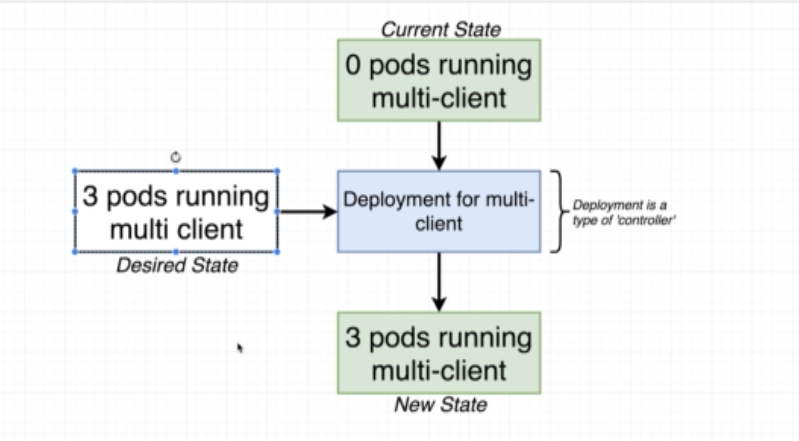 Current State
0 pods running
multi-client
3 pods running
multi client
Desired State
Deployment for multi-
client
Deployment is a
type of 'controller'
3 pods running
multi-client
New State